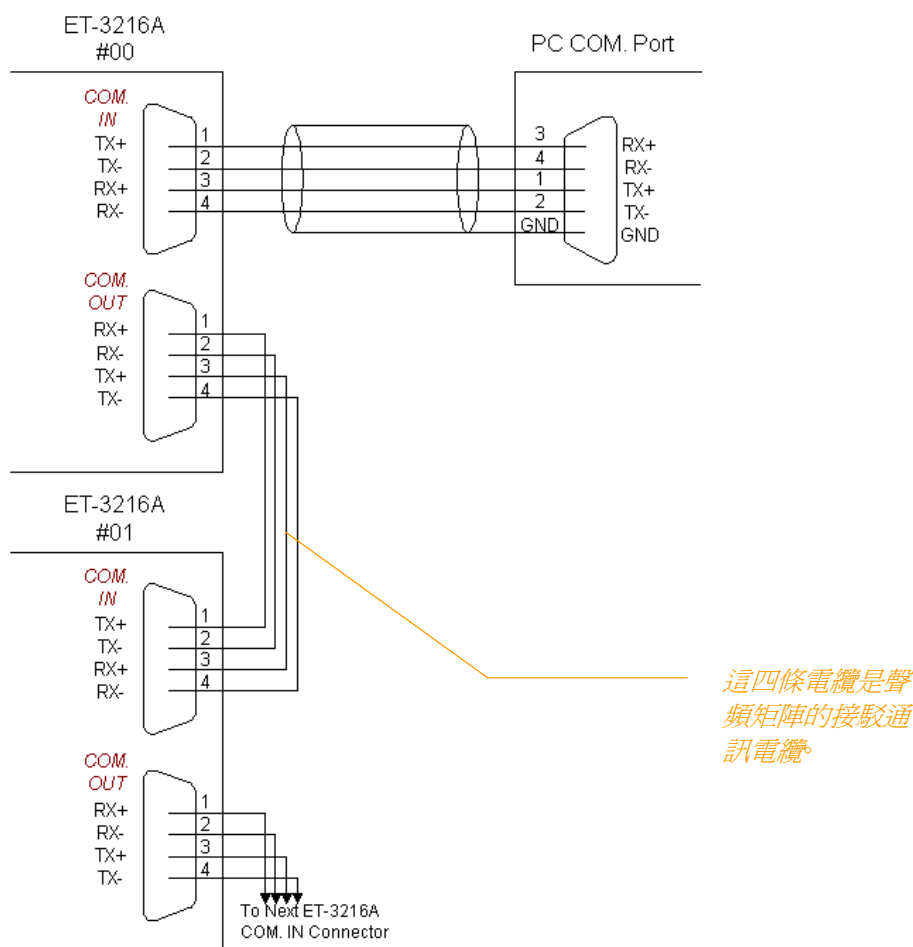 ET-3216A
#00
PC COM. Port
COM.
IN
TX+
TX-
RX+
RX-
1
2
3
4
3
4
1
2
GND
RX+
RX-
TX+
TX-
GND
COM.
OUT
RX+
RX-
TX+
TX-
1
2
3
4
ET-3216A
#01
COM.
IN
TX+
TX-
RX+
RX-
1
2
3
4
這四條電纜是聲
頻矩陣的接駁通
訊電纜。
COM.
OUT
RX+
RX-
TX+
TX-
1
2
3
4
To Next ET-3216A
COM. IN Connector